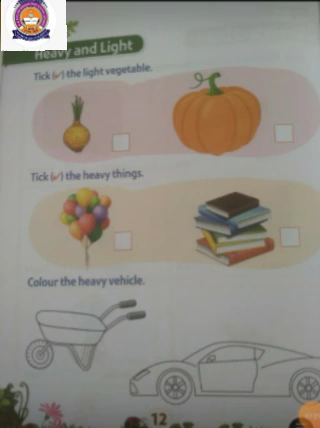 Heavy and Light
Tick (✓) the light vegetable.
Tick (✓) the heavy things.
Colour the heavy vehicle.
12